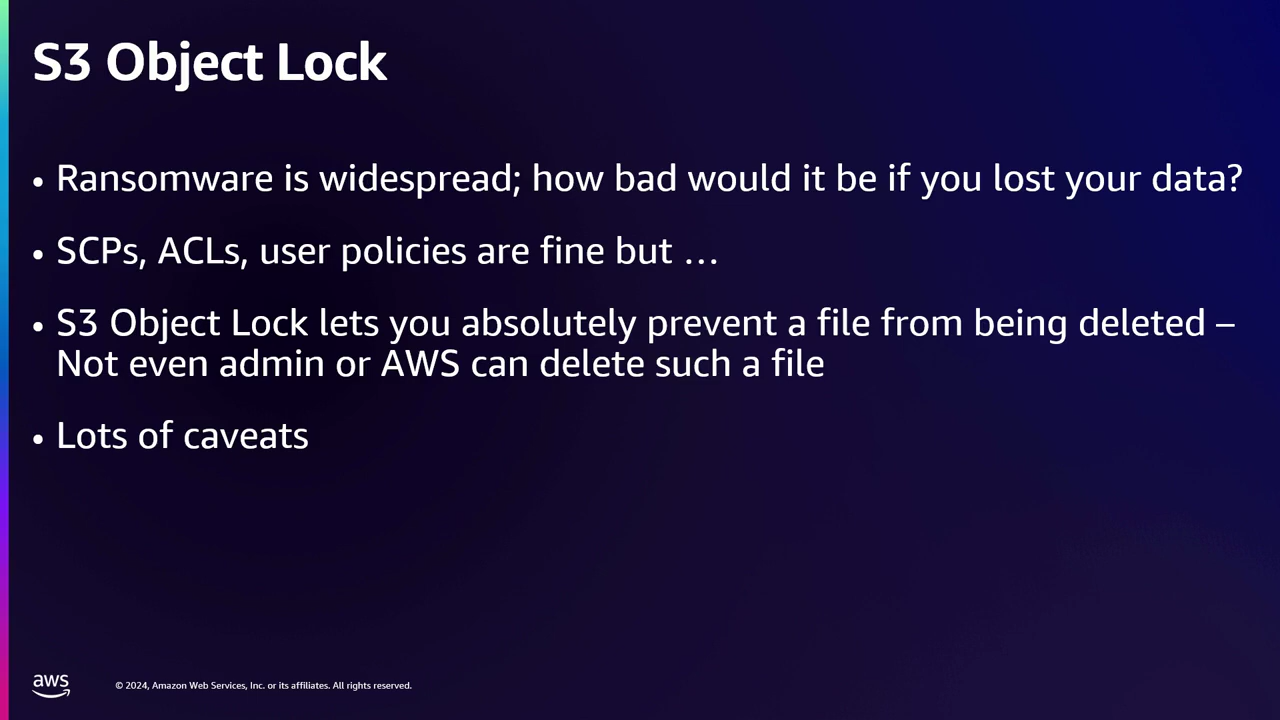 S3 Object Lock
• Ransomware is widespread; how bad would it be if you lost your data?
• SCPs, ACLs, user policies are fine but …
• S3 Object Lock lets you absolutely prevent a file from being deleted –
Not even admin or AWS can delete such a file
• Lots of caveats
aws
© 2024, Amazon Web Services, Inc. or its affiliates. All rights reserved.